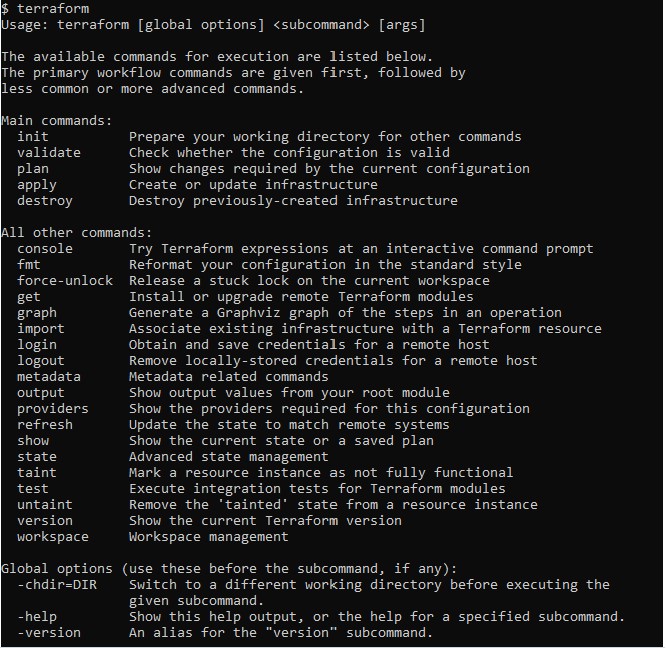 $ terraform
Usage: terraform [global options] <subcommand> [args]

The available commands for execution are listed below.
The primary workflow commands are given first, followed by
less common or more advanced commands.

Main commands:
  init          Prepare your working directory for other commands
  validate      Check whether the configuration is valid
  plan          Show changes required by the current configuration
  apply         Create or update infrastructure
  destroy       Destroy previously-created infrastructure

All other commands:
  console       Try Terraform expressions at an interactive command prompt
  fmt           Reformat your configuration in the standard style
  force-unlock  Release a stuck lock on the current workspace
  get           Install or upgrade remote Terraform modules
  graph         Generate a Graphviz graph of the steps in an operation
  import        Associate existing infrastructure with a Terraform resource
  login         Obtain and save credentials for a remote host
  logout        Remove locally-stored credentials for a remote host
  metadata      Metadata related commands
  output        Show output values from your root module
  providers     Show the providers required for this configuration
  refresh       Update the state to match remote systems
  show          Show the current state or a saved plan
  state         Advanced state management
  taint         Mark a resource instance as not fully functional
  test          Execute integration tests for Terraform modules
  untaint       Remove the 'tainted' state from a resource instance
  version       Show the current Terraform version
  workspace     Workspace management

Global options (use these before the subcommand, if any):
  -chdir=DIR    Switch to a different working directory before executing the
                given subcommand.
  -help         Show this help output, or the help for a specified subcommand.
  -version      An alias for the "version" subcommand.